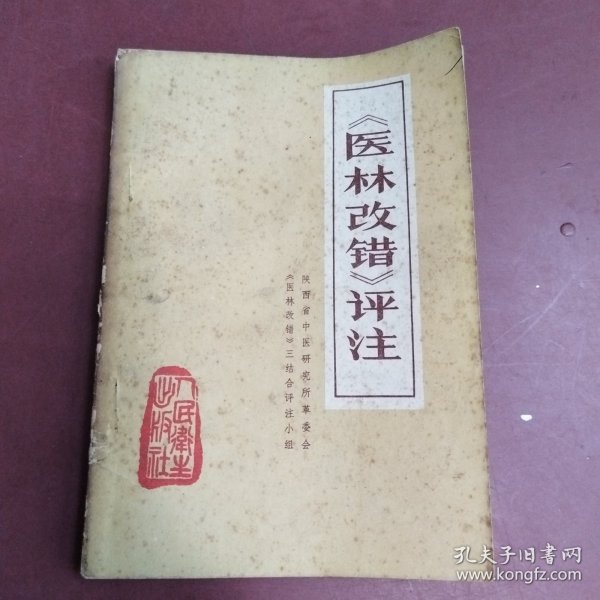 《医林改错》评注
陕西省中医研究所革委会
《医林改错》三结合评注小组
人民卫生
出版社
孔夫子旧书网
www.kongfz.com